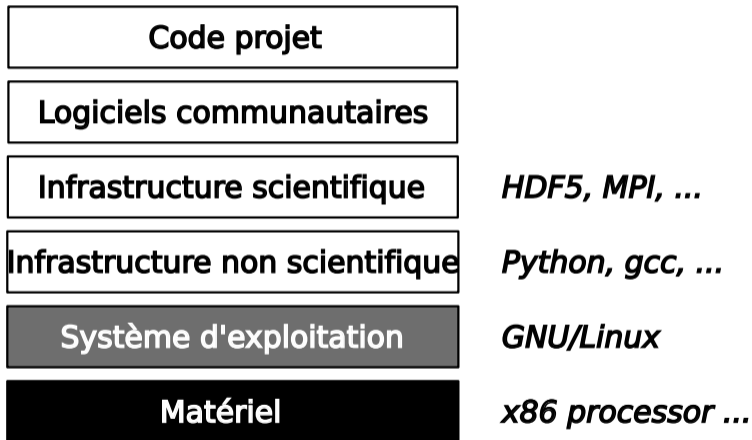 Code projet
Logiciels communautaires
Infrastructure scientifique HDF5, MPI, ...
Infrastructure non scientifique Python, gcc, ...
Système d'exploitation GNU/Linux
Matériel x86 processor ...